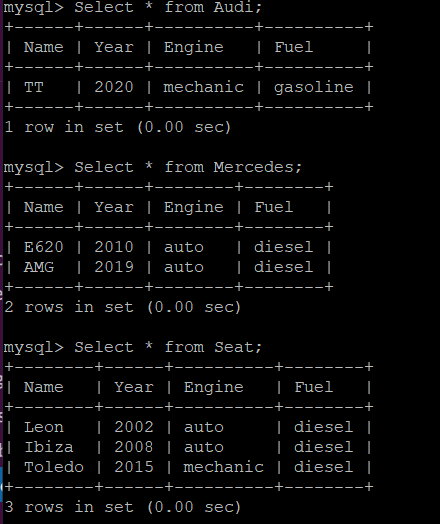 mysql> Select * from Audi;
+------+------+----------+----------+
| Name | Year | Engine   | Fuel     |
+------+------+----------+----------+
| TT   | 2020 | mechanic | gasoline |
+------+------+----------+----------+
1 row in set (0.00 sec)
mysql> Select * from Mercedes;
+------+------+--------+--------+
| Name | Year | Engine | Fuel   |
+------+------+--------+--------+
| E620 | 2010 | auto   | diesel |
| AMG  | 2019 | auto   | diesel |
+------+------+--------+--------+
2 rows in set (0.00 sec)
mysql> Select * from Seat;
+--------+------+----------+--------+
| Name   | Year | Engine   | Fuel   |
+--------+------+----------+--------+
| Leon   | 2002 | auto     | diesel |
| Ibiza  | 2008 | auto     | diesel |
| Toledo | 2015 | mechanic | diesel |
+--------+------+----------+--------+
3 rows in set (0.00 sec)